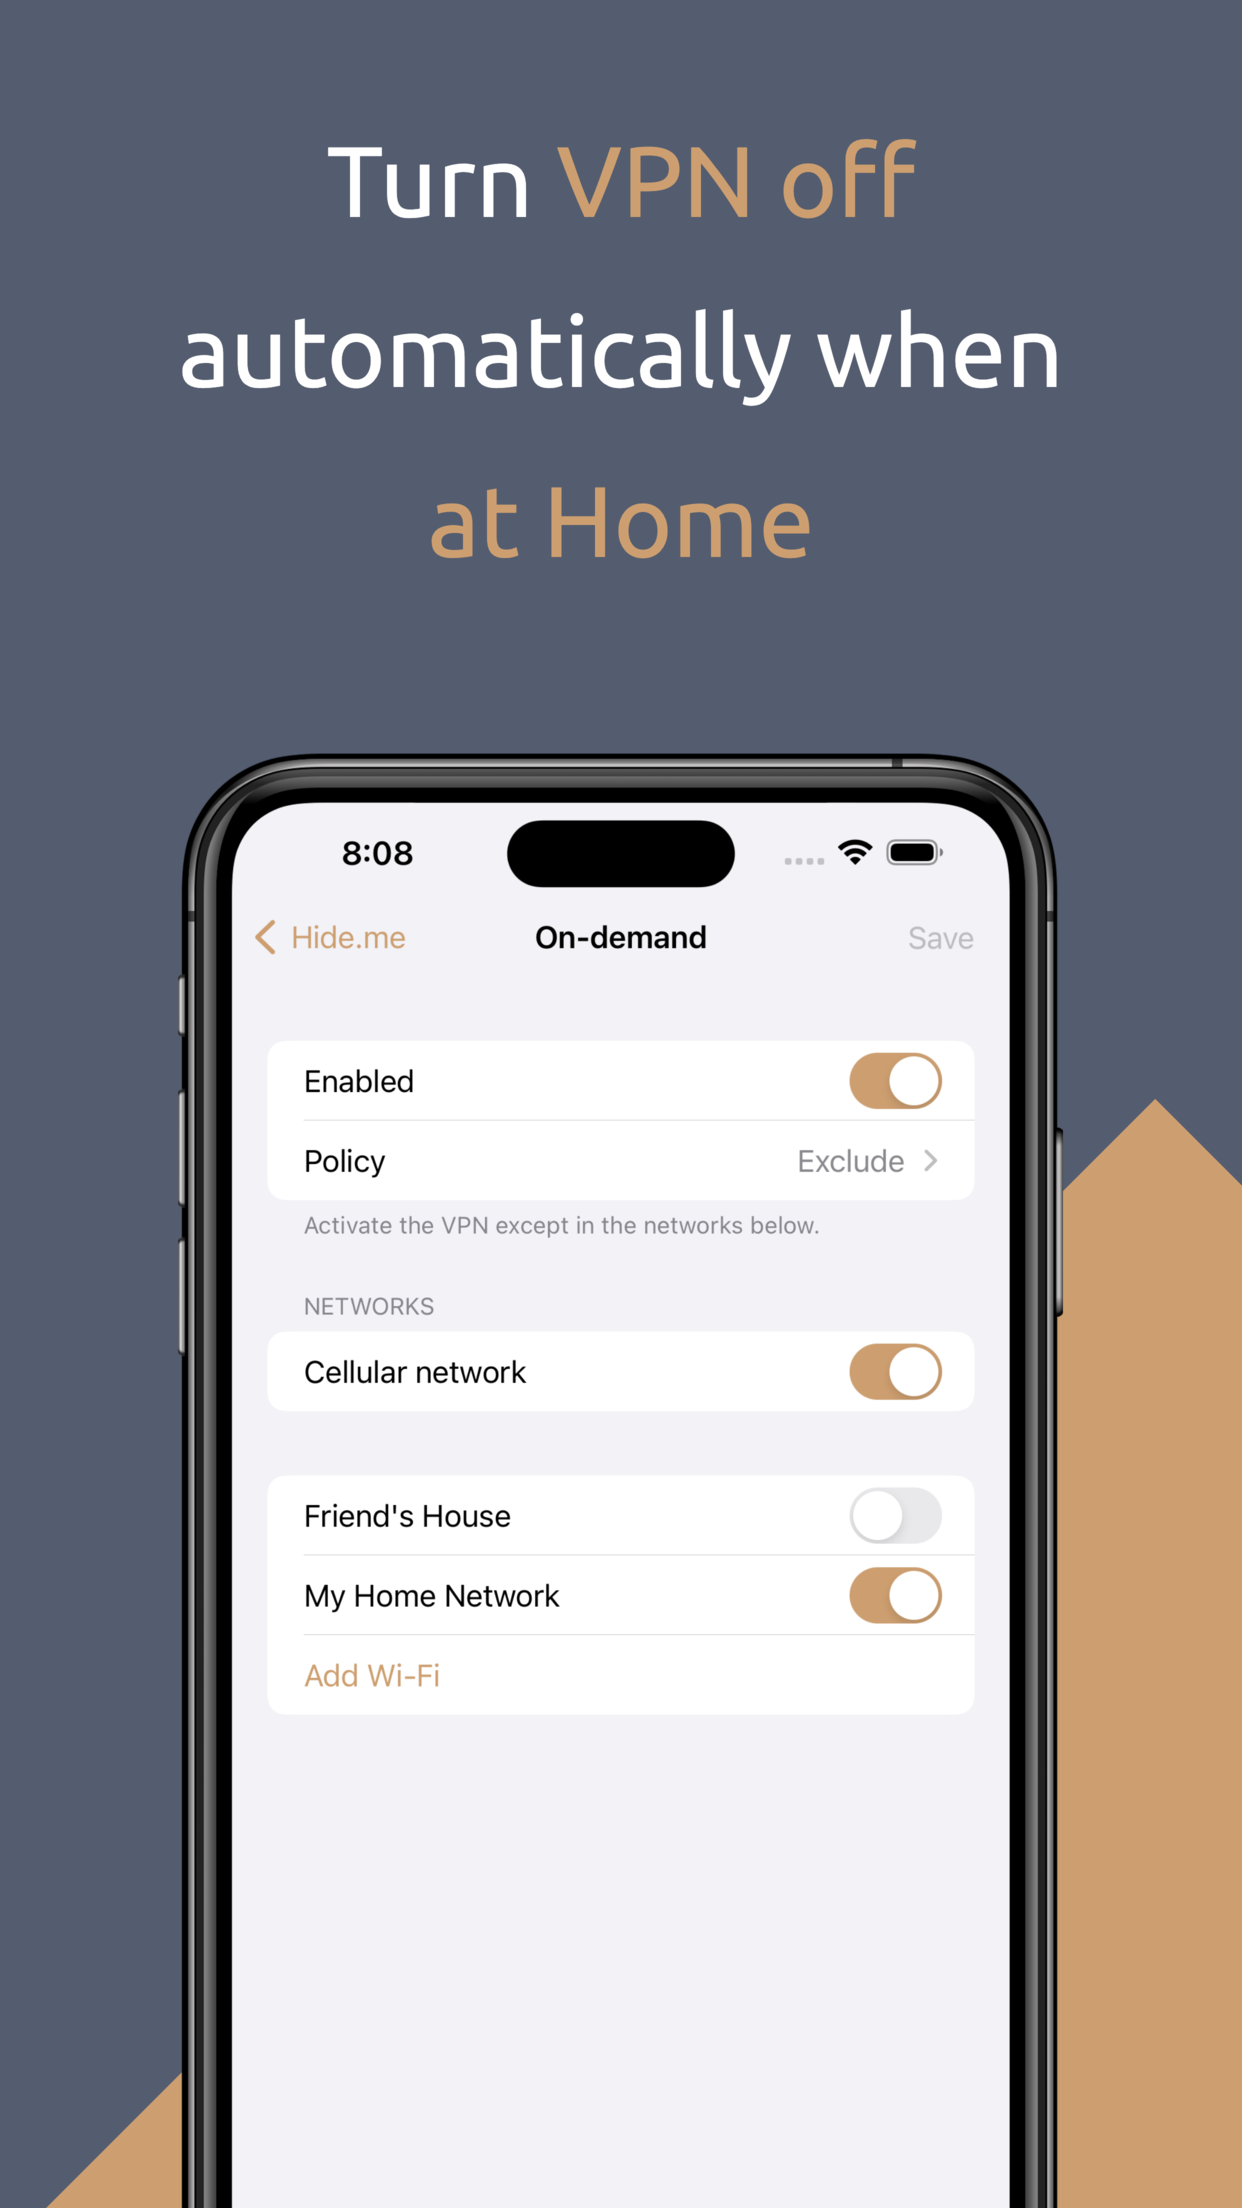 Turn VPN off
automatically when
at Home
8:08
Hide.me
On-demand
Save
Enabled
Policy
Exclude
Activate the VPN except in the networks below.
NETWORKS
Cellular network
Friend's House
My Home Network
Add Wi-Fi